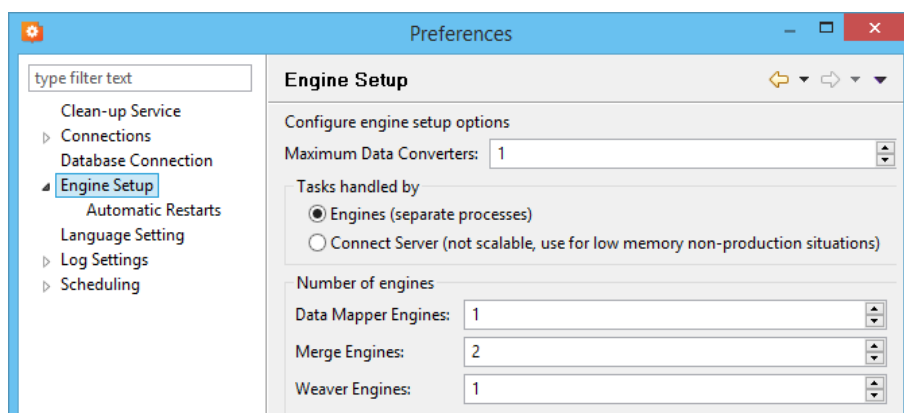 Preferences
type filter text
Clean-up Service
Connections
Database Connection
Engine Setup
Automatic Restarts
Language Setting
Log Settings
Scheduling
Engine Setup
Configure engine setup options
Maximum Data Converters: 1
Tasks handled by
Engines (separate processes)
Connect Server (not scalable, use for low memory non-production situations)
Number of engines
Data Mapper Engines: 1
Merge Engines: 2
Weaver Engines: 1